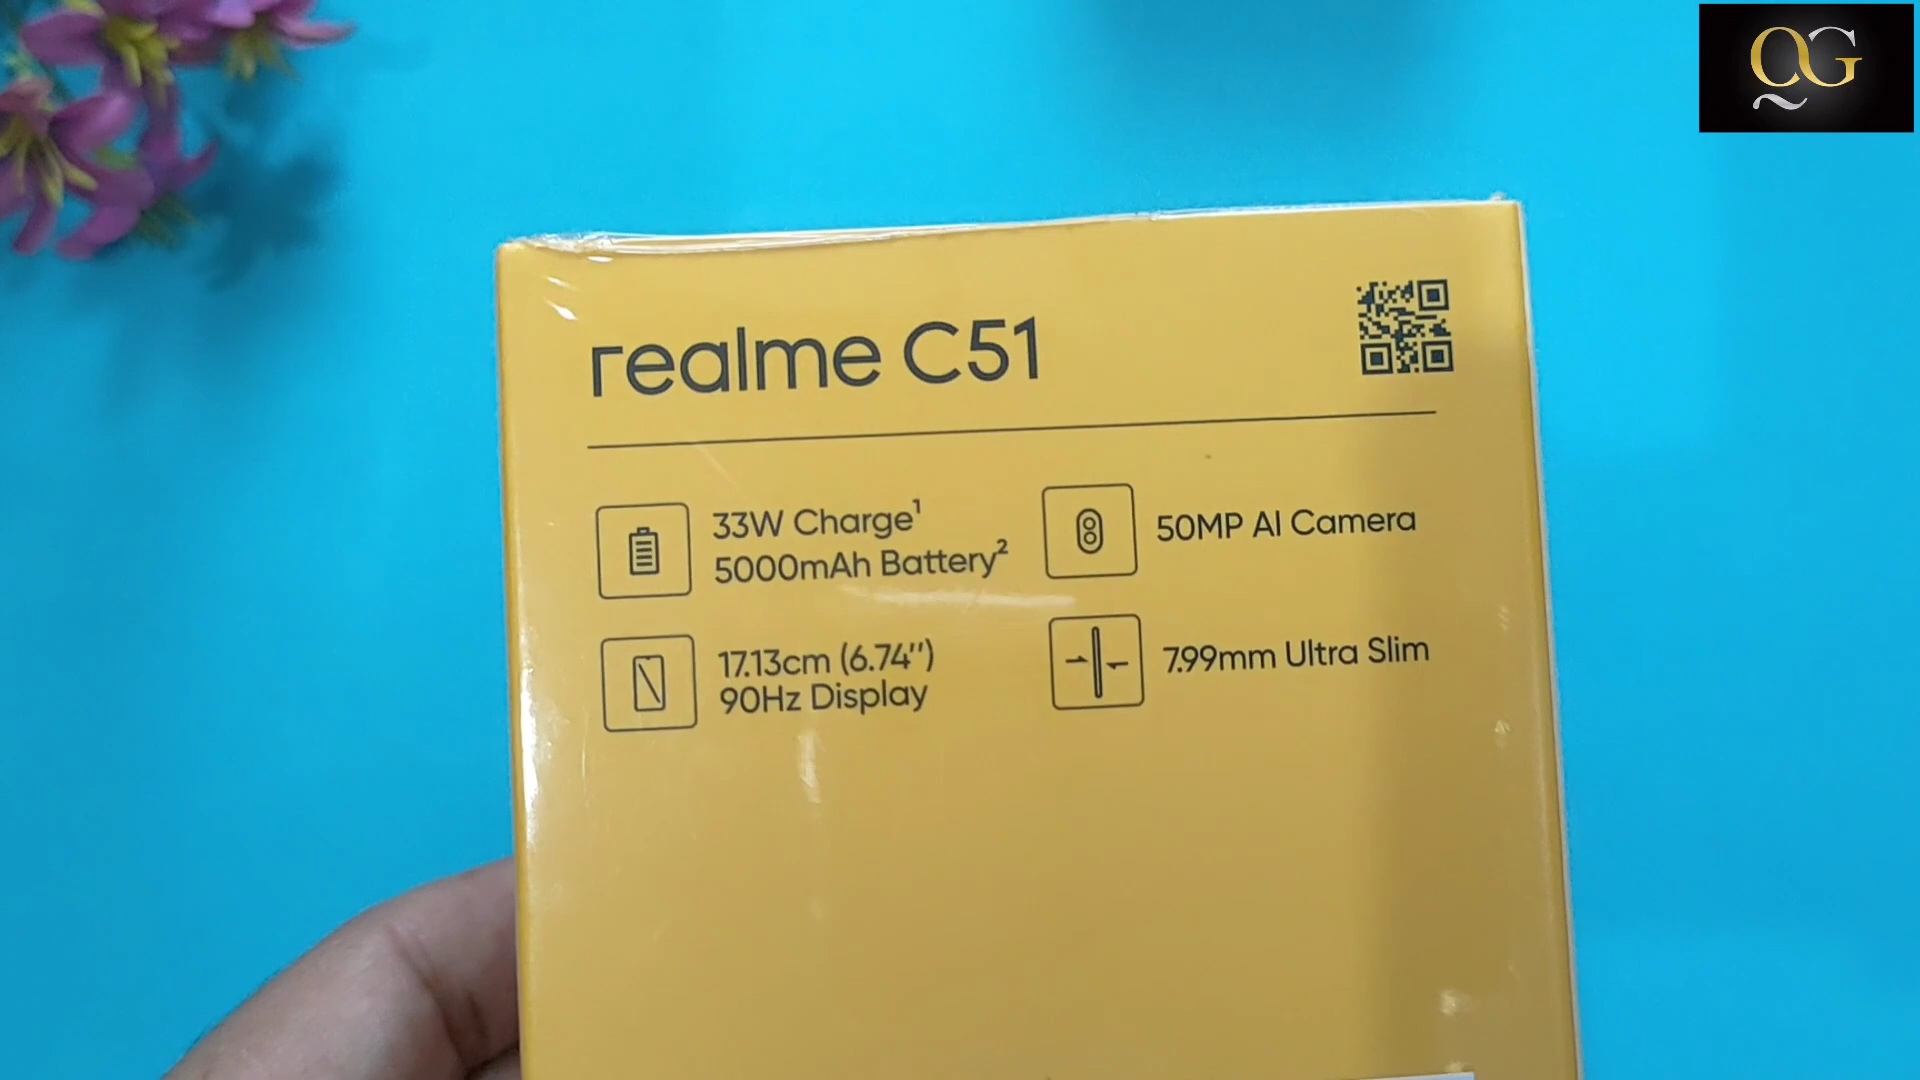 QG
realme C51
33W Charge¹
5000mAh Battery²
50MP AI Camera
17.13cm (6.74'')
90Hz Display
7.99mm Ultra Slim